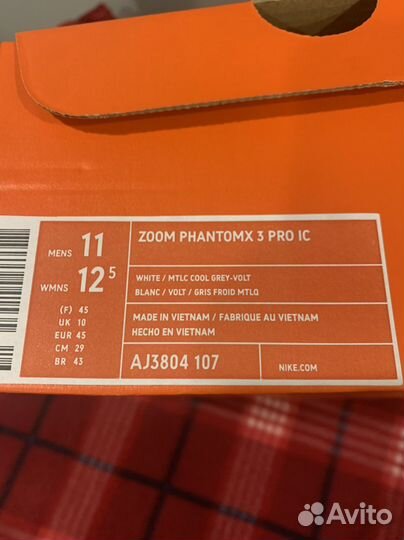 MENS 11
WMNS 12⁵
(F) 45
UK 10
EUR 45
CM 29
BR 43
ZOOM PHANTOMX 3 PRO IC
WHITE / MTLC COOL GREY-VOLT
BLANC / VOLT / GRIS FROID MTLQ
MADE IN VIETNAM / FABRIQUE AU VIETNAM
HECHO EN VIETNAM
AJ3804 107
NIKE.COM
Avito